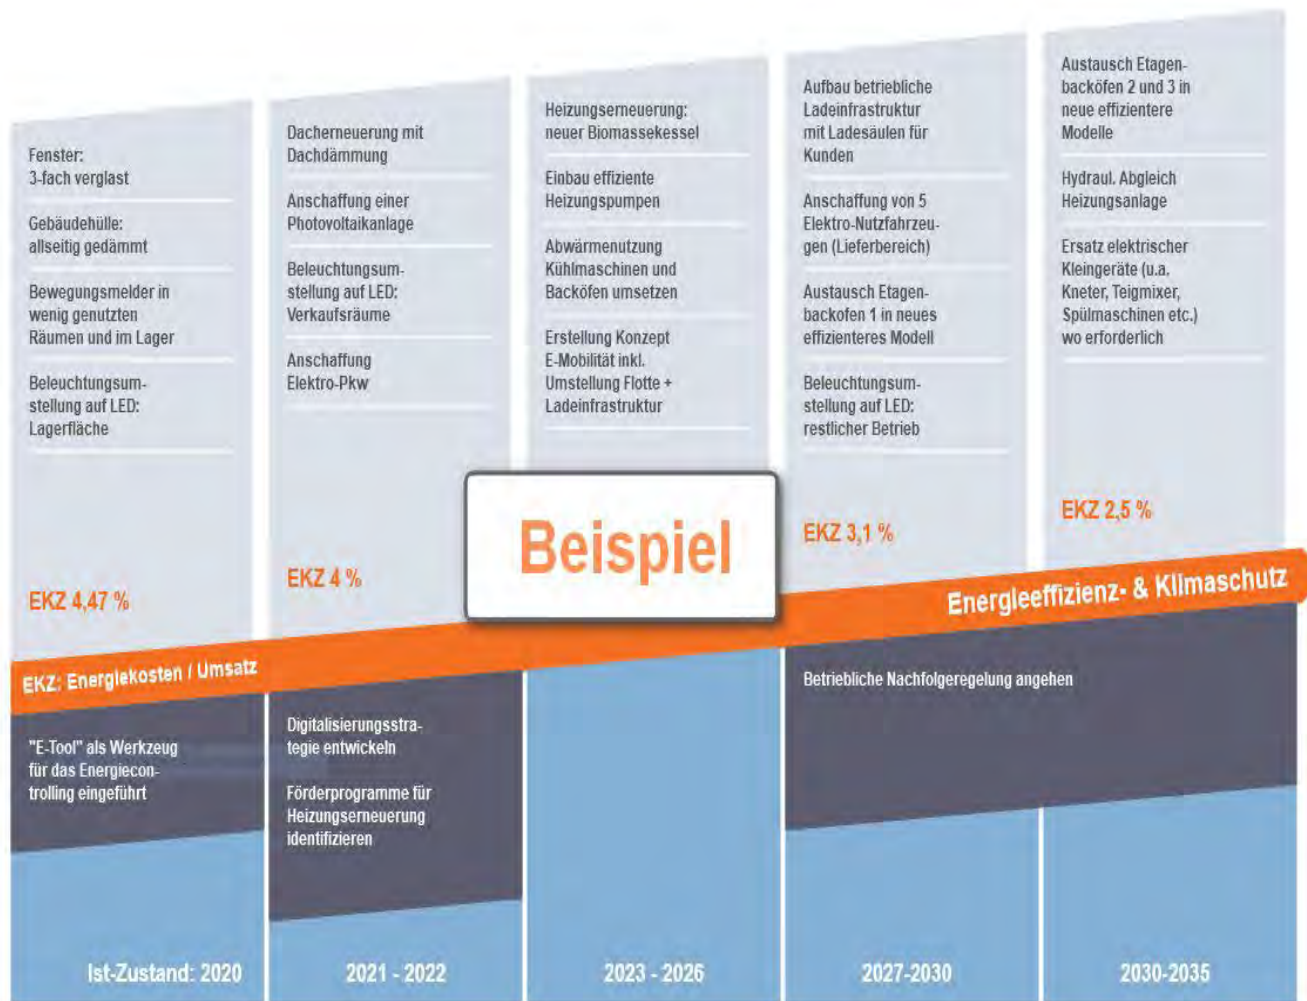 Fenster:
3-fach verglast
Gebäudehülle:
allseitig gedämmt
Bewegungsmelder in
wenig genutzten
Räumen und im Lager
Beleuchtungsum-
stellung auf LED:
Lagerfläche
EKZ 4,47 %
Dacherneuerung mit
Dachdämmung
Anschaffung einer
Photovoltaikanlage
Beleuchtungsum-
stellung auf LED:
Verkaufsräume
Anschaffung
Elektro-Pkw
EKZ 4 %
Heizungserneuerung:
neuer Biomassekessel
Einbau effiziente
Heizungspumpen
Abwärmenutzung
Kühlmaschinen und
Backöfen umsetzen
Erstellung Konzept
E-Mobilität inkl.
Umstellung Flotte +
Ladeinfrastruktur
Beispiel
Aufbau betriebliche
Ladeinfrastruktur
mit Ladesäulen für
Kunden
Anschaffung von 5
Elektro-Nutzfahrzeu-
gen (Lieferbereich)
Austausch Etagen-
backofen 1 in neues
effizienteres Modell
Beleuchtungsum-
stellung auf LED:
restlicher Betrieb
EKZ 3,1 %
Austausch Etagen-
backöfen 2 und 3 in
neue effizientere
Modelle
Hydraul. Abgleich
Heizungsanlage
Ersatz elektrischer
Kleingeräte (u.a.
Kneter, Teigmixer,
Spülmaschinen etc.)
wo erforderlich
EKZ 2,5 %
EKZ: Energiekosten / Umsatz
Energieeffizienz- & Klimaschutz
"E-Tool" als Werkzeug
für das Energiecon-
trolling eingeführt
Digitalisierungsstra-
tegie entwickeln
Förderprogramme für
Heizungserneuerung
identifizieren
Betriebliche Nachfolgeregelung angehen
Ist-Zustand: 2020
2021 - 2022
2023 - 2026
2027-2030
2030-2035